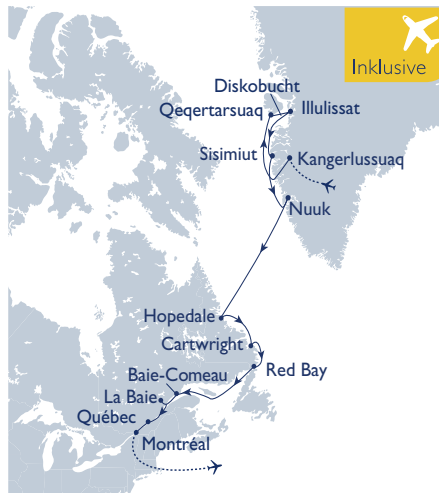 Inklusive
Diskobucht
Qeqertarsuaq
Illulissat
Sisimiut
Kangerlussuaq
Nuuk
Hopedale
Cartwright
Red Bay
Baie-Comeau
La Baie
Québec
Montréal